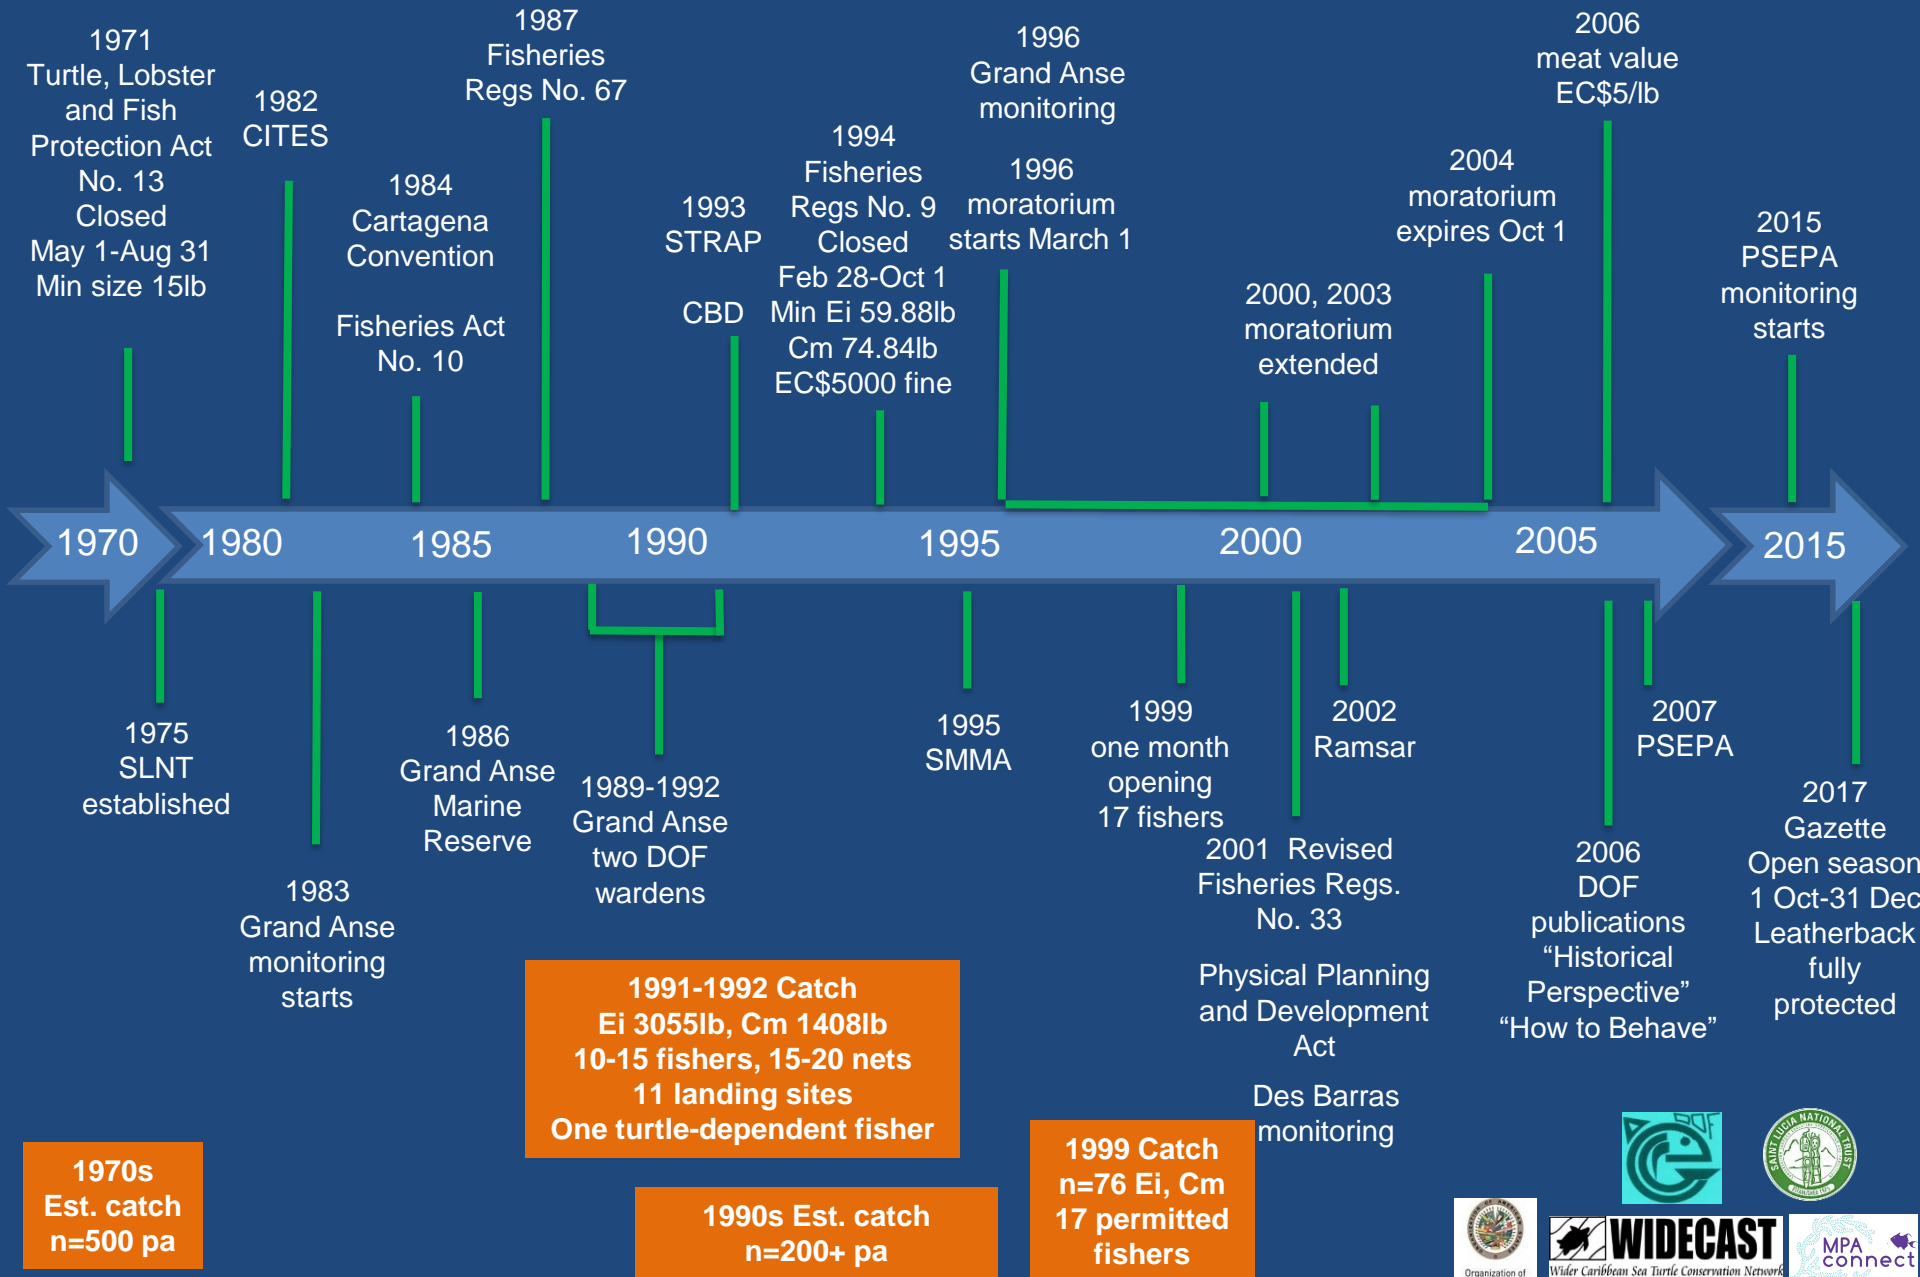 1971
Turtle, Lobster
and Fish
Protection Act
No. 13
Closed
May 1-Aug 31
Min size 15lb
1982
CITES
1984
Cartagena
Convention
Fisheries Act
No. 10
1987
Fisheries
Regs No. 67
1993
STRAP
CBD
1994
Fisheries
Regs No. 9
Closed
Feb 28-Oct 1
Min Ei 59.88lb
Cm 74.84lb
EC$5000 fine
1996
Grand Anse
monitoring
1996
moratorium
starts March 1
2000, 2003
moratorium
extended
2004
moratorium
expires Oct 1
2006
meat value
EC$5/lb
2015
PSEPA
monitoring
starts
1970
1980
1985
1990
1995
2000
2005
2015
1975
SLNT
established
1983
Grand Anse
monitoring
starts
1986
Grand Anse
Marine
Reserve
1989-1992
Grand Anse
two DOF
wardens
1995
SMMA
1999
one month
opening
17 fishers
2001 Revised
Fisheries Regs.
No. 33
Physical Planning
and Development
Act
Des Barras
monitoring
2002
Ramsar
2006
DOF
publications
“Historical
Perspective”
“How to Behave”
2007
PSEPA
2017
Gazette
Open season
1 Oct-31 Dec
Leatherback
fully
protected
1970s
Est. catch
n=500 pa
1991-1992 Catch
Ei 3055lb, Cm 1408lb
10-15 fishers, 15-20 nets
11 landing sites
One turtle-dependent fisher
1990s Est. catch
n=200+ pa
1999 Catch
n=76 Ei, Cm
17 permitted
fishers
DOF
SAINT LUCIA NATIONAL TRUST
Organization of
WIDECAST
Wider Caribbean Sea Turtle Conservation Network
MPA
connect